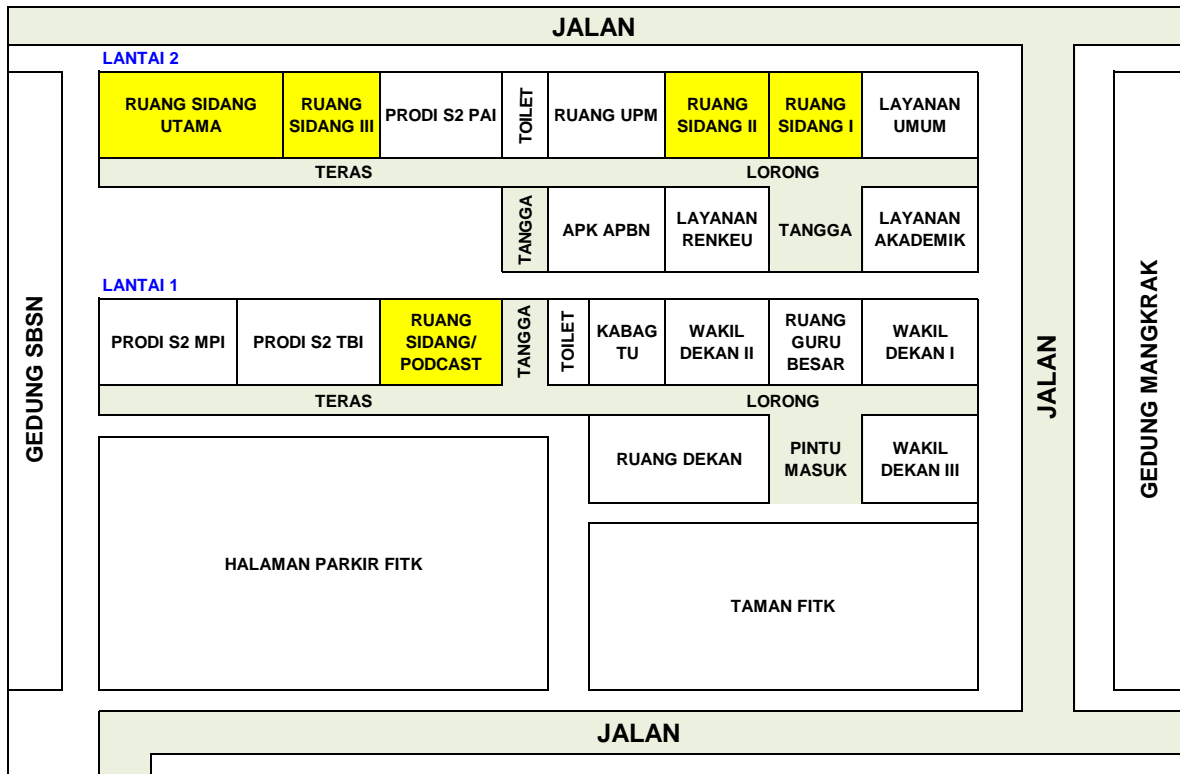 JALAN
LANTAI 2
RUANG SIDANG
UTAMA
RUANG
SIDANG III
PRODI S2 PAI
TOILET
RUANG UPM
RUANG
SIDANG II
RUANG
SIDANG I
LAYANAN
UMUM
TERAS
LORONG
TANGGA
APK APBN
LAYANAN
RENKEU
TANGGA
LAYANAN
AKADEMIK
LANTAI 1
PRODI S2 MPI
PRODI S2 TBI
RUANG
SIDANG/
PODCAST
TANGGA
TOILET
KABAG
TU
WAKIL
DEKAN II
RUANG
GURU
BESAR
WAKIL
DEKAN I
TERAS
LORONG
RUANG DEKAN
PINTU
MASUK
WAKIL
DEKAN III
HALAMAN PARKIR FITK
TAMAN FITK
GEDUNG SBSN
JALAN
GEDUNG MANGKRAK
JALAN